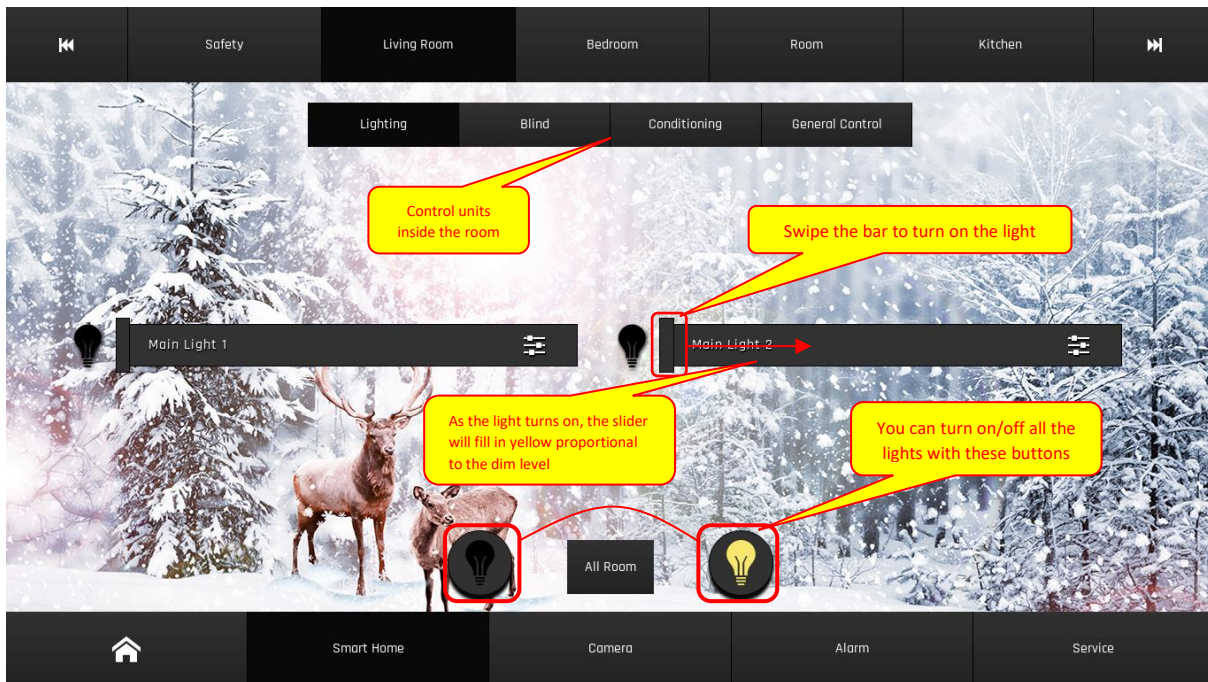 Safety
Living Room
Bedroom
Room
Kitchen
Lighting
Blind
Conditioning
General Control
Control units
inside the room
Swipe the bar to turn on the light
Main Light 1
Main Light 2
As the light turns on, the slider
will fill in yellow proportional
to the dim level
You can turn on/off all the
lights with these buttons
All Room
Smart Home
Camera
Alarm
Service